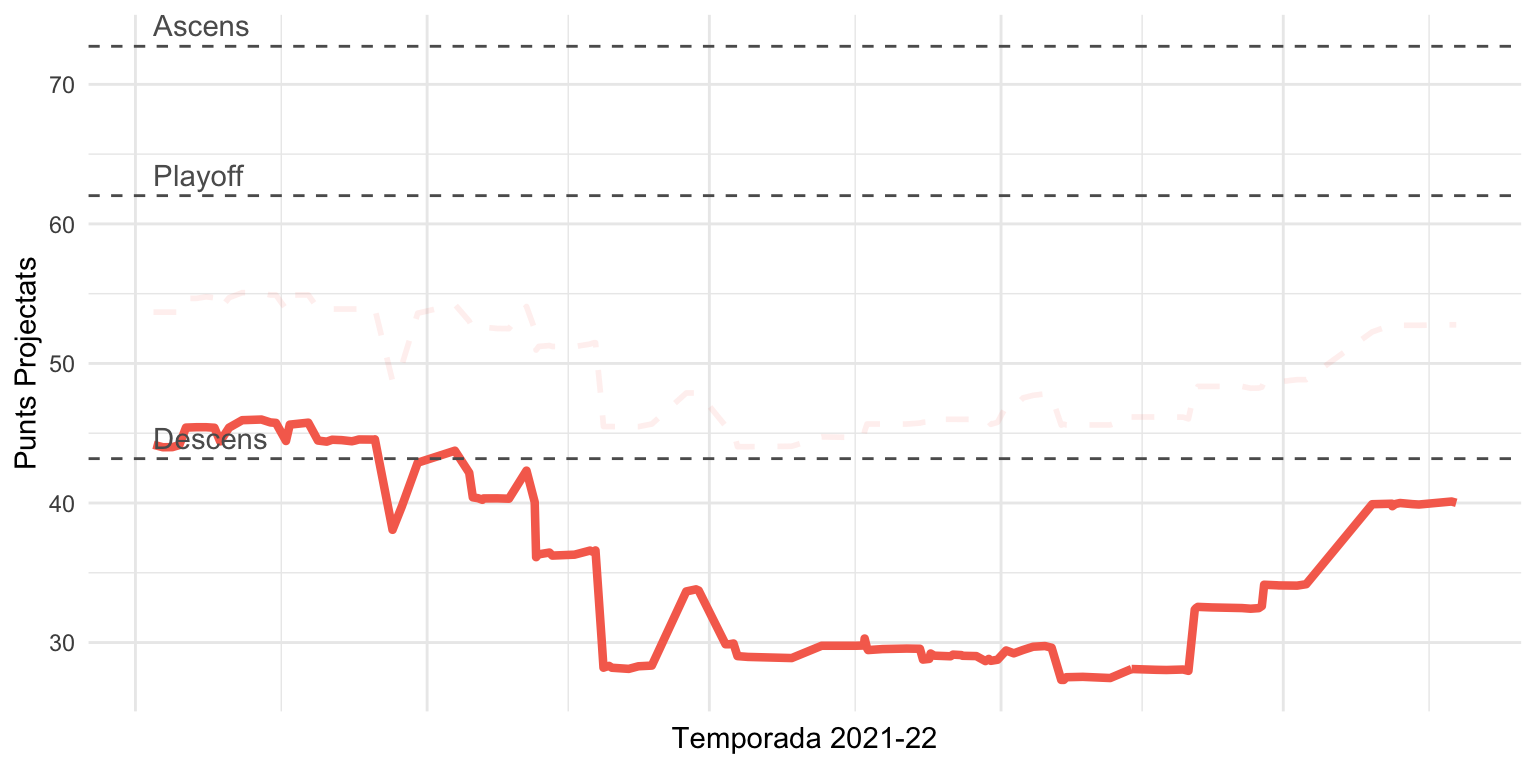 Ascens
70
Playoff
60
50
Descens
40
30
Punts Projectats
Temporada 2021-22